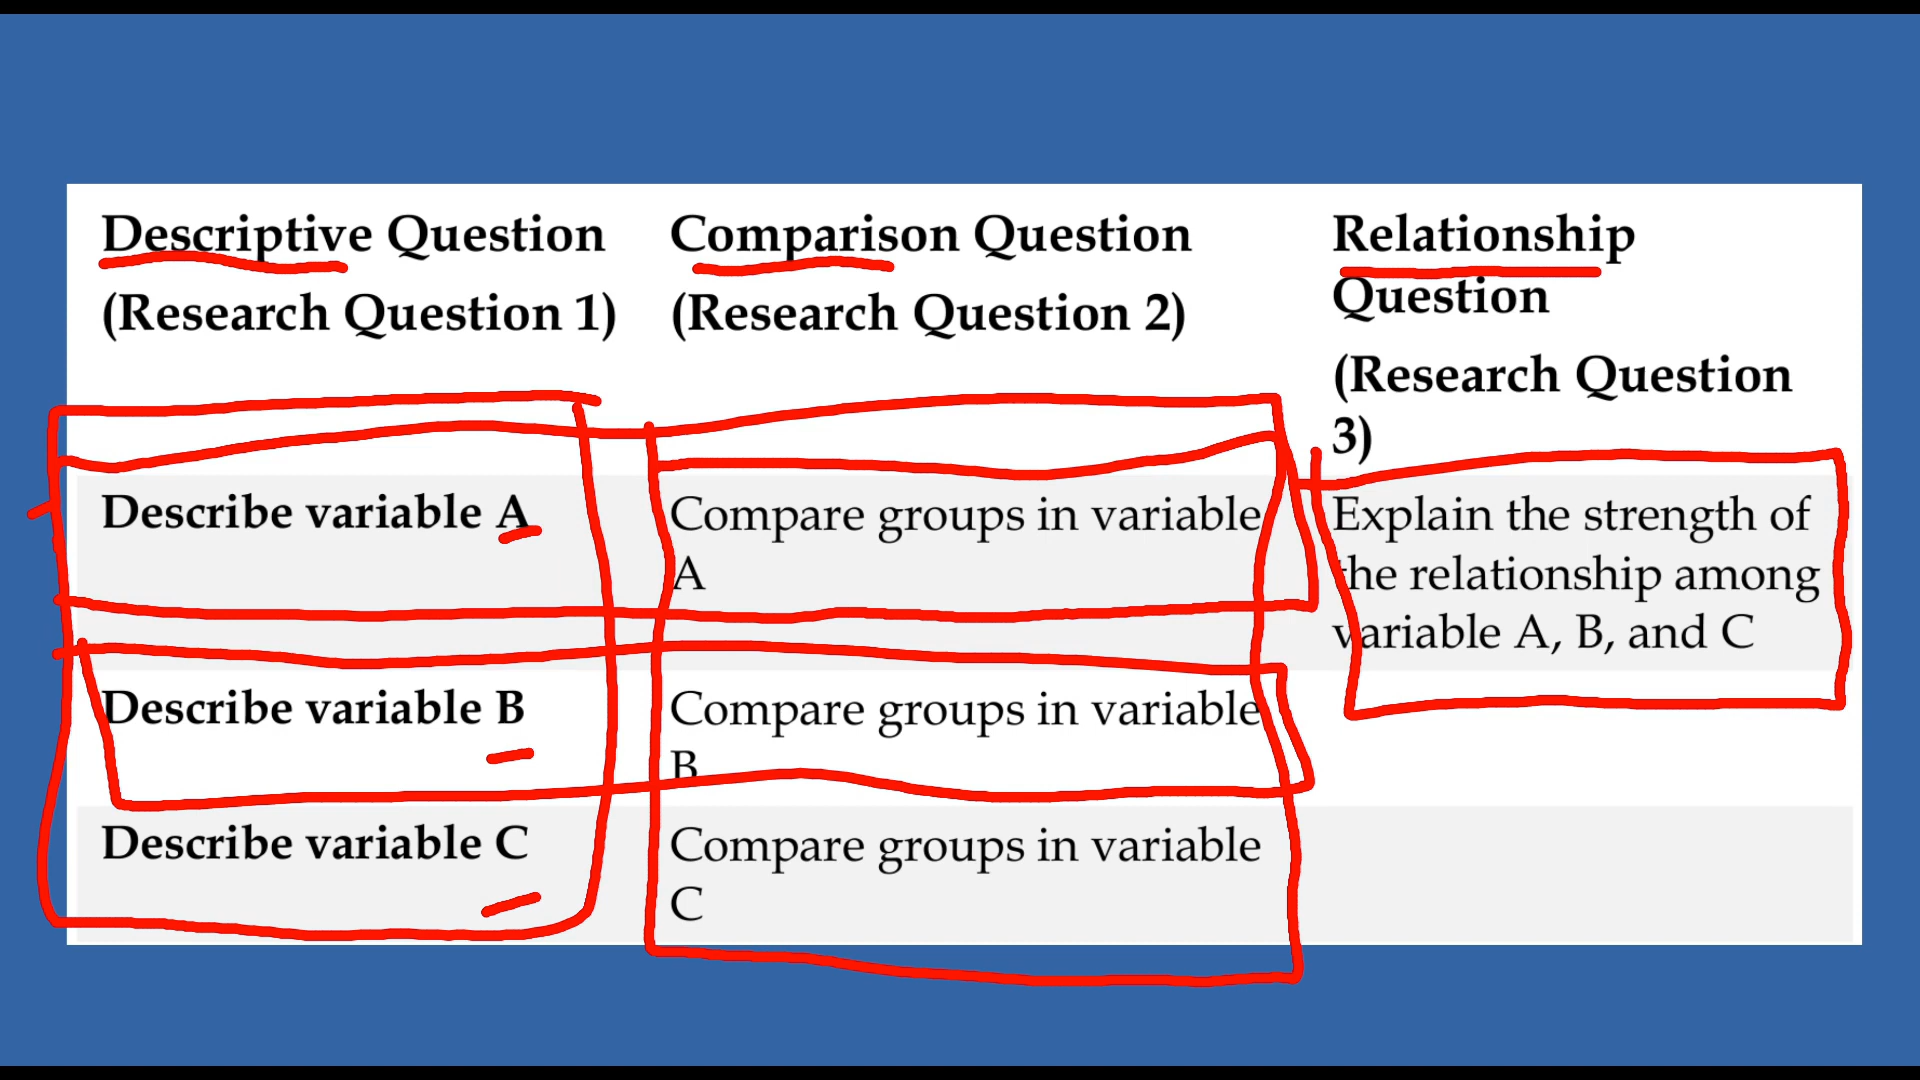 Descriptive Question
(Research Question 1)
Comparison Question
(Research Question 2)
Relationship
Question
(Research Question
3)
Describe variable A
Compare groups in variable
A
Explain the strength of
the relationship among
variable A, B, and C
Describe variable B
Compare groups in variable
B
Describe variable C
Compare groups in variable
C